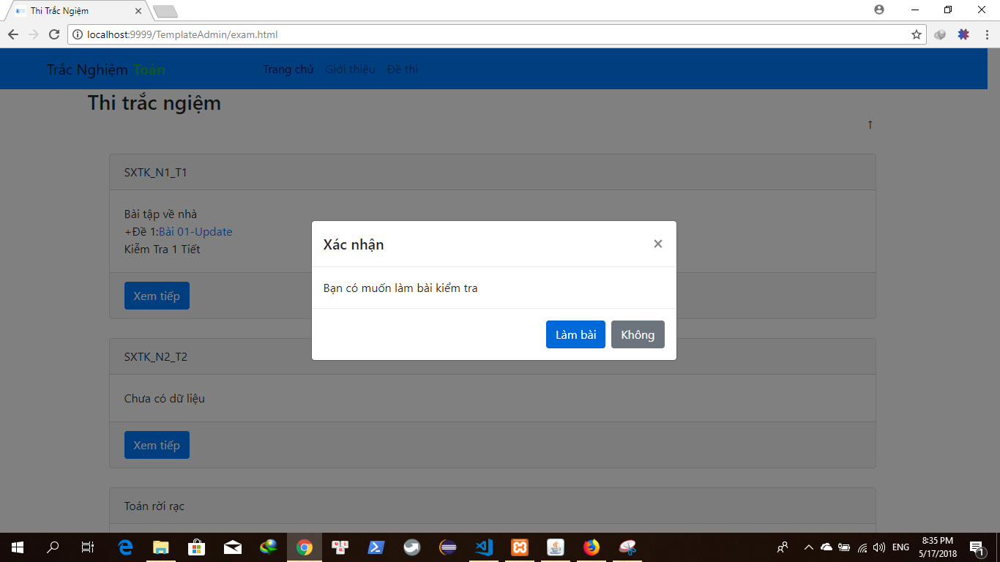 Thi Trắc Ngiệm
localhost:9999/TemplateAdmin/exam.html
Trắc Nghiệm Toán Trang chủ Giới thiệu Đề thi
Thi trắc ngiệm
↑
SXTK_N1_T1
Bài tập về nhà
+Đề 1:Bài 01-Update
Kiễm Tra 1 Tiết
Xem tiếp
Xác nhận ×
Bạn có muốn làm bài kiểm tra
Làm bài Không
SXTK_N2_T2
Chưa có dữ liệu
Xem tiếp
Toán rời rạc
ENG
8:35 PM
5/17/2018
1